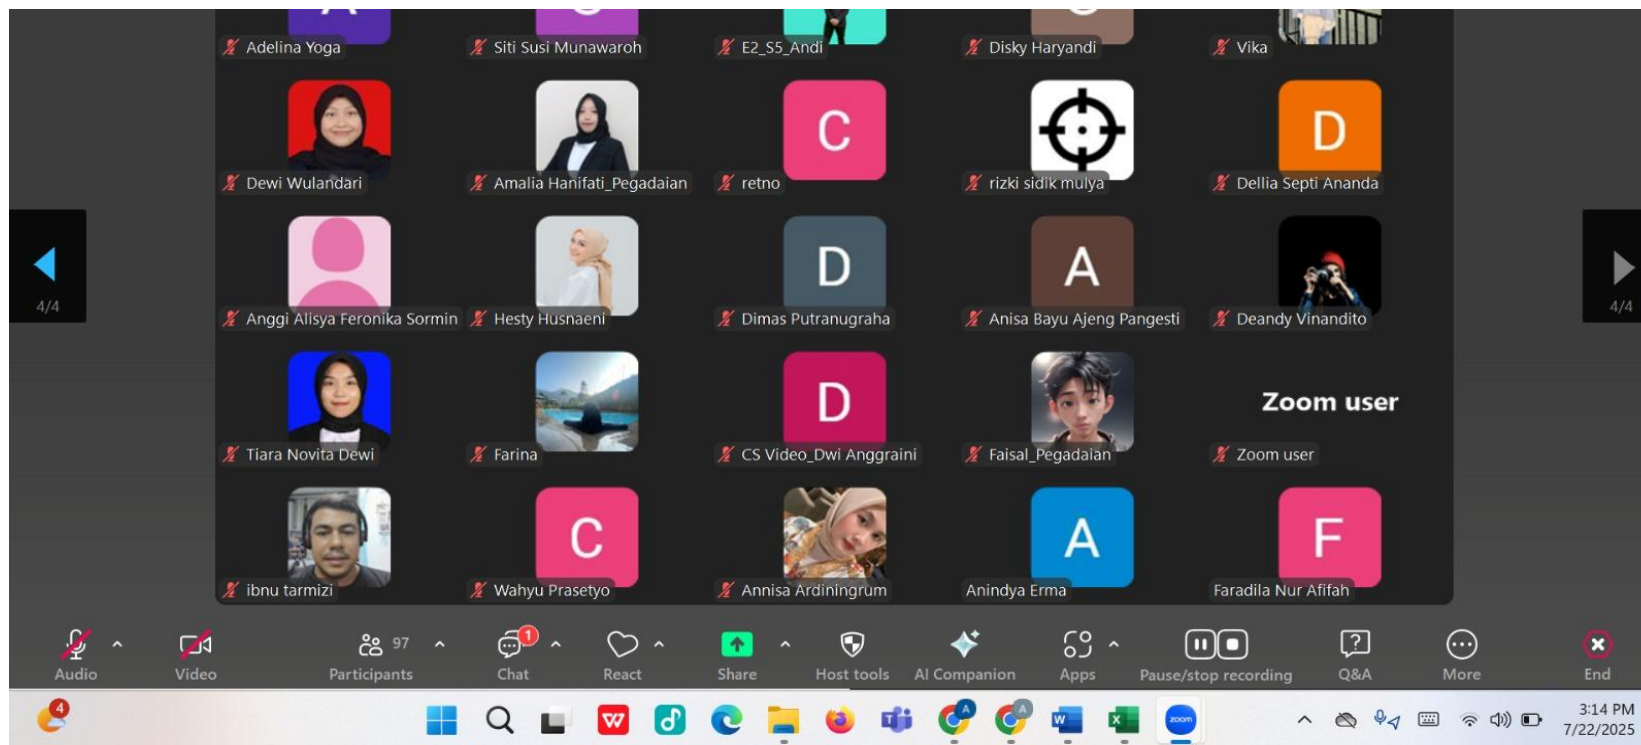 Adelina Yoga
Siti Susi Munawaroh
E2_S5_Andi
Disky Haryandi
Vika
C
D
Dewi Wulandari
Amalia Hanifati_Pegadaian
retno
rizki sidik mulya
Dellia Septi Ananda
D
A
4/4
4/4
Anggi Alisya Feronika Sormin
Hesty Husnaeni
Dimas Putranugraha
Anisa Bayu Ajeng Pangesti
Deandy Vinandito
D
Zoom user
Tiara Novita Dewi
Farina
CS Video_Dwi Anggraini
Faisal_Pegadaian
Zoom user
C
A
F
ibnu tarmizi
Wahyu Prasetyo
Annisa Ardiningrum
Anindya Erma
Faradila Nur Afifah
97
1
Audio
Video
Participants
Chat
React
Share
Host tools
AI Companion
Apps
Pause/stop recording
Q&A
More
End
4
W
A
A
W
X
zoom
3:14 PM
7/22/2025